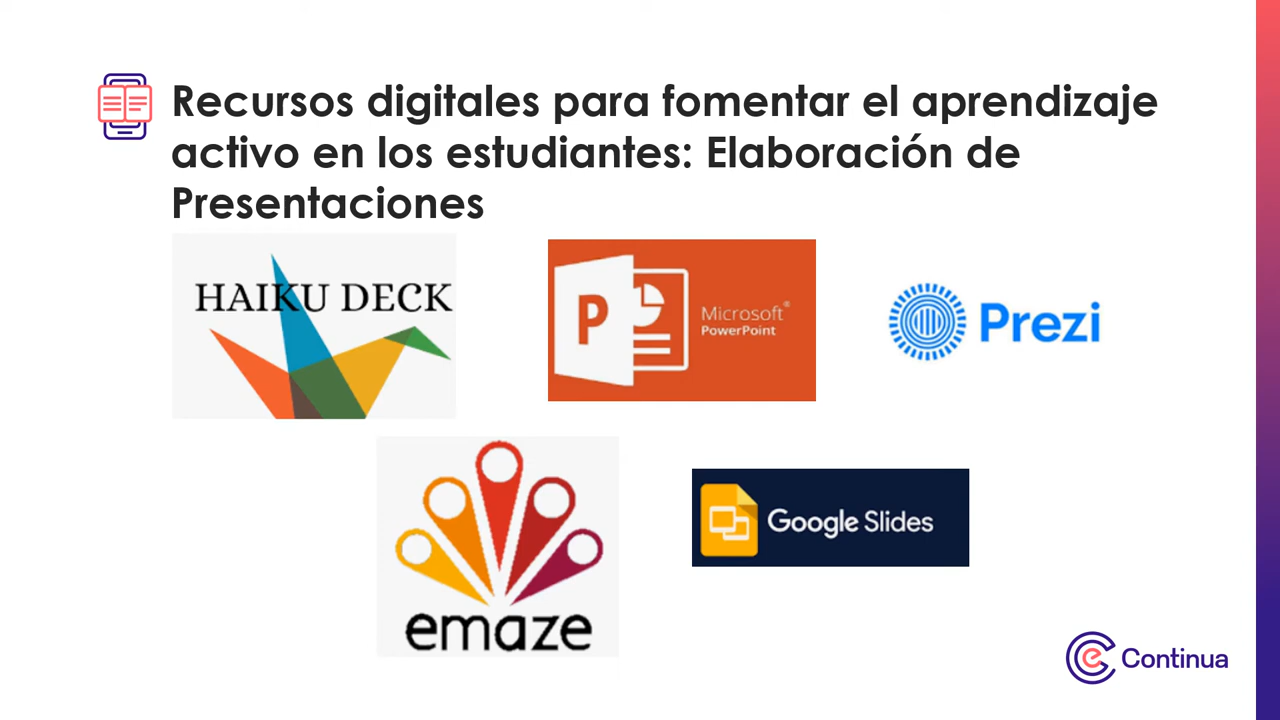 Recursos digitales para fomentar el aprendizaje
activo en los estudiantes: Elaboración de
Presentaciones
HAIKU DECK
P
Microsoft®
PowerPoint
Prezi
emaze
Google Slides
e Continua